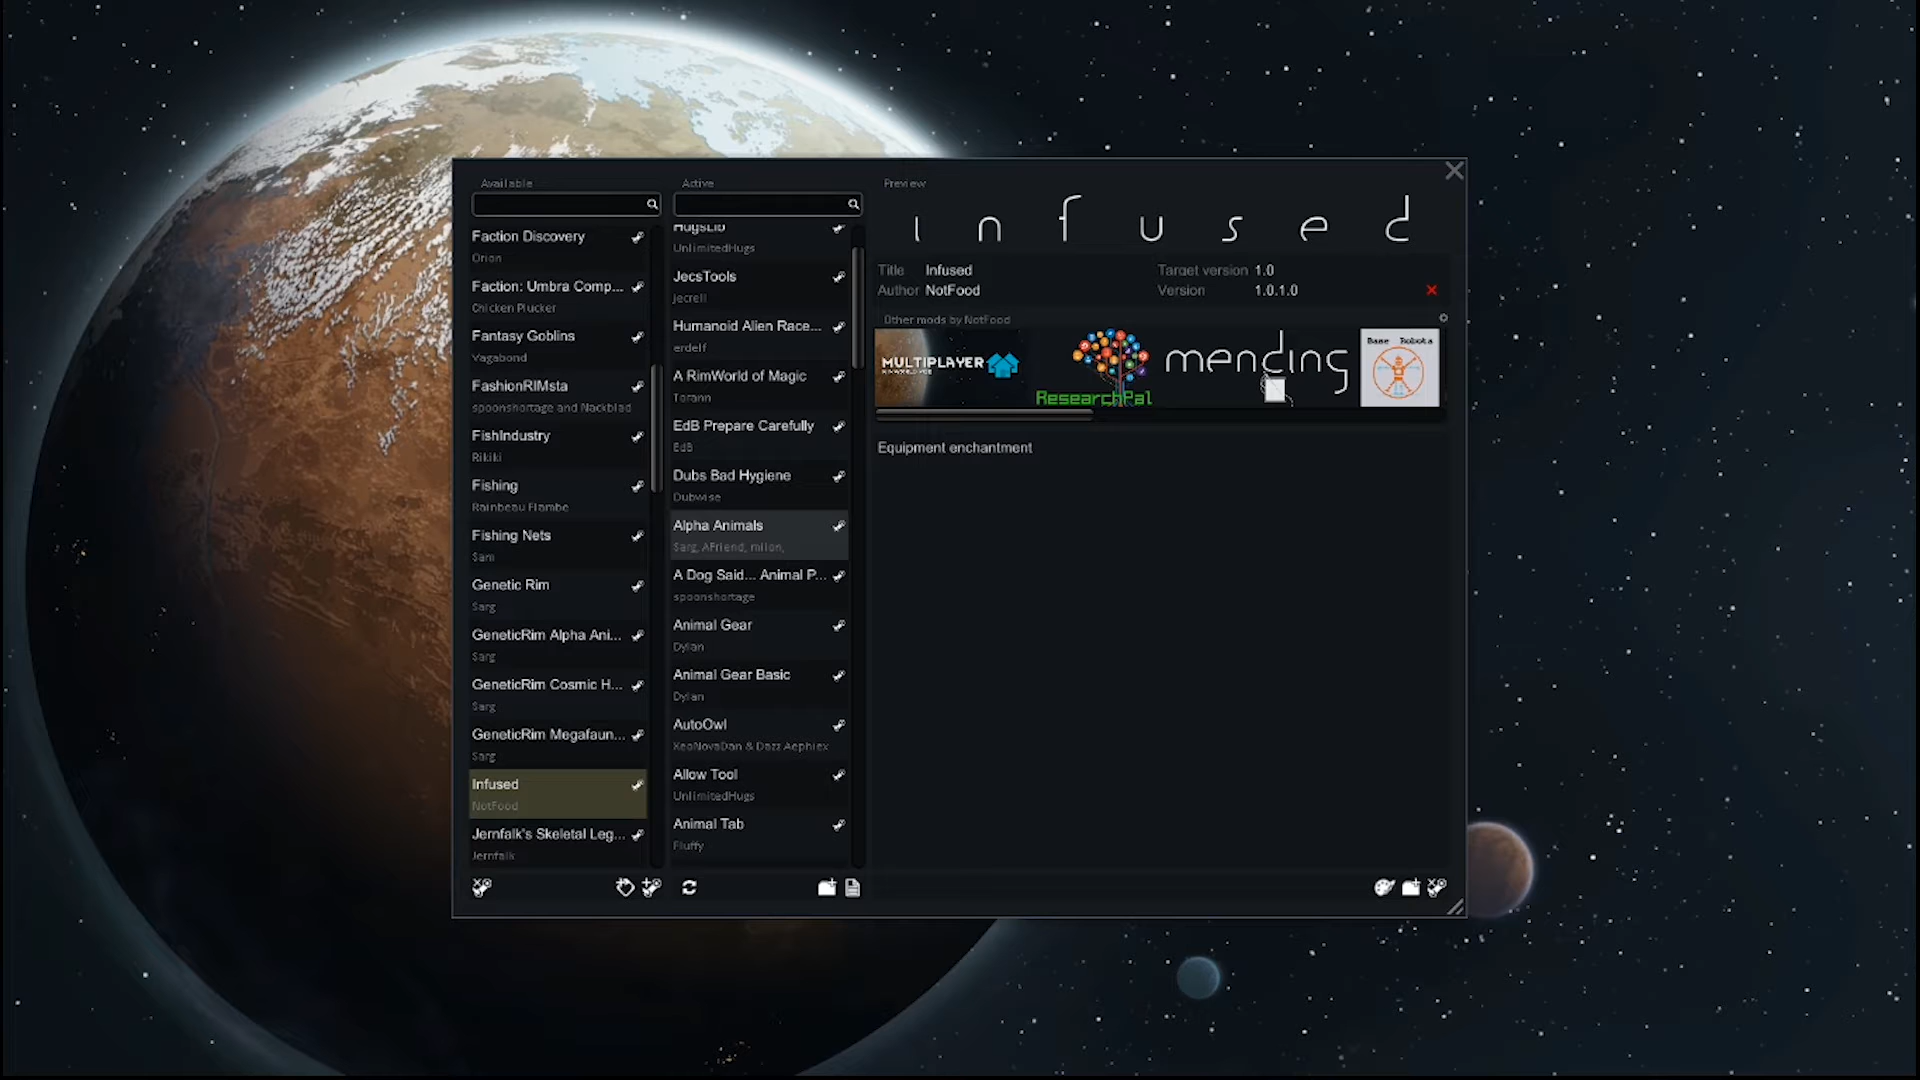 Available
Faction Discovery
Orion
Faction: Umbra Comp...
Chicken Plucker
Fantasy Goblins
Vagabond
FashionRIMsta
spoonshortage and Nackblad
FishIndustry
Rikiki
Fishing
Rainbeau Flambe
Fishing Nets
Sam
Genetic Rim
Sarg
GeneticRim Alpha Ani...
Sarg
GeneticRim Cosmic H...
Sarg
GeneticRim Megafaun...
Sarg
Infused
NotFood
Jernfalk's Skeletal Leg...
Jernfalk
Active
HugsLib
UnlimitedHugs
JecsTools
jecrell
Humanoid Alien Race...
erdelf
A RimWorld of Magic
Torann
EdB Prepare Carefully
EdB
Dubs Bad Hygiene
Dubwise
Alpha Animals
Sarg, AFriend, milon,
A Dog Said... Animal P...
spoonshortage
Animal Gear
Dylan
Animal Gear Basic
Dylan
AutoOwl
XeoNovaDan & Dazz Aephiex
Allow Tool
UnlimitedHugs
Animal Tab
Fluffy
Preview
infused
Title Infused
Target version 1.0
Author NotFood
Version 1.0.1.0
Other mods by NotFood
MULTIPLAYER
ResearchPal
mending
Base Robots
Equipment enchantment